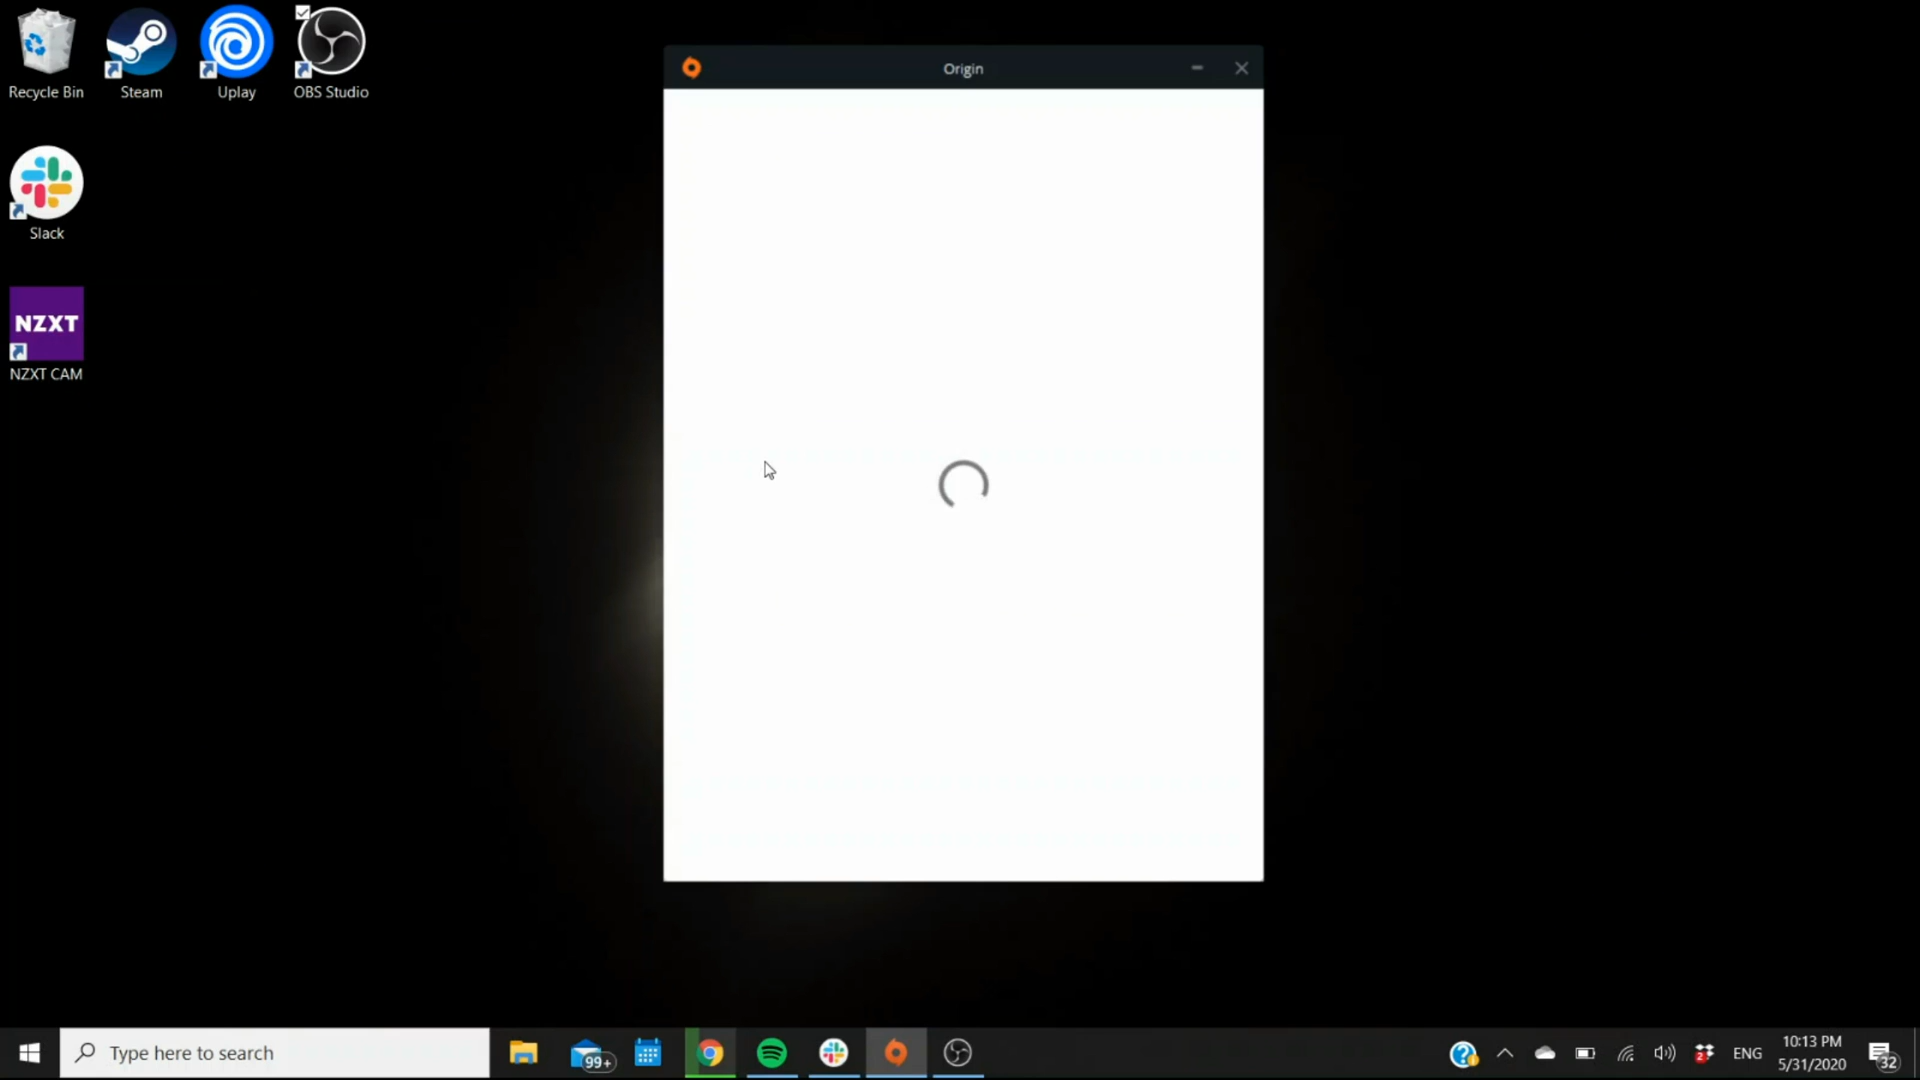 Recycle Bin
Steam
Uplay
OBS Studio
Slack
NZXT
NZXT CAM
Origin
Type here to search
99+
2
ENG
10:13 PM
5/31/2020
32